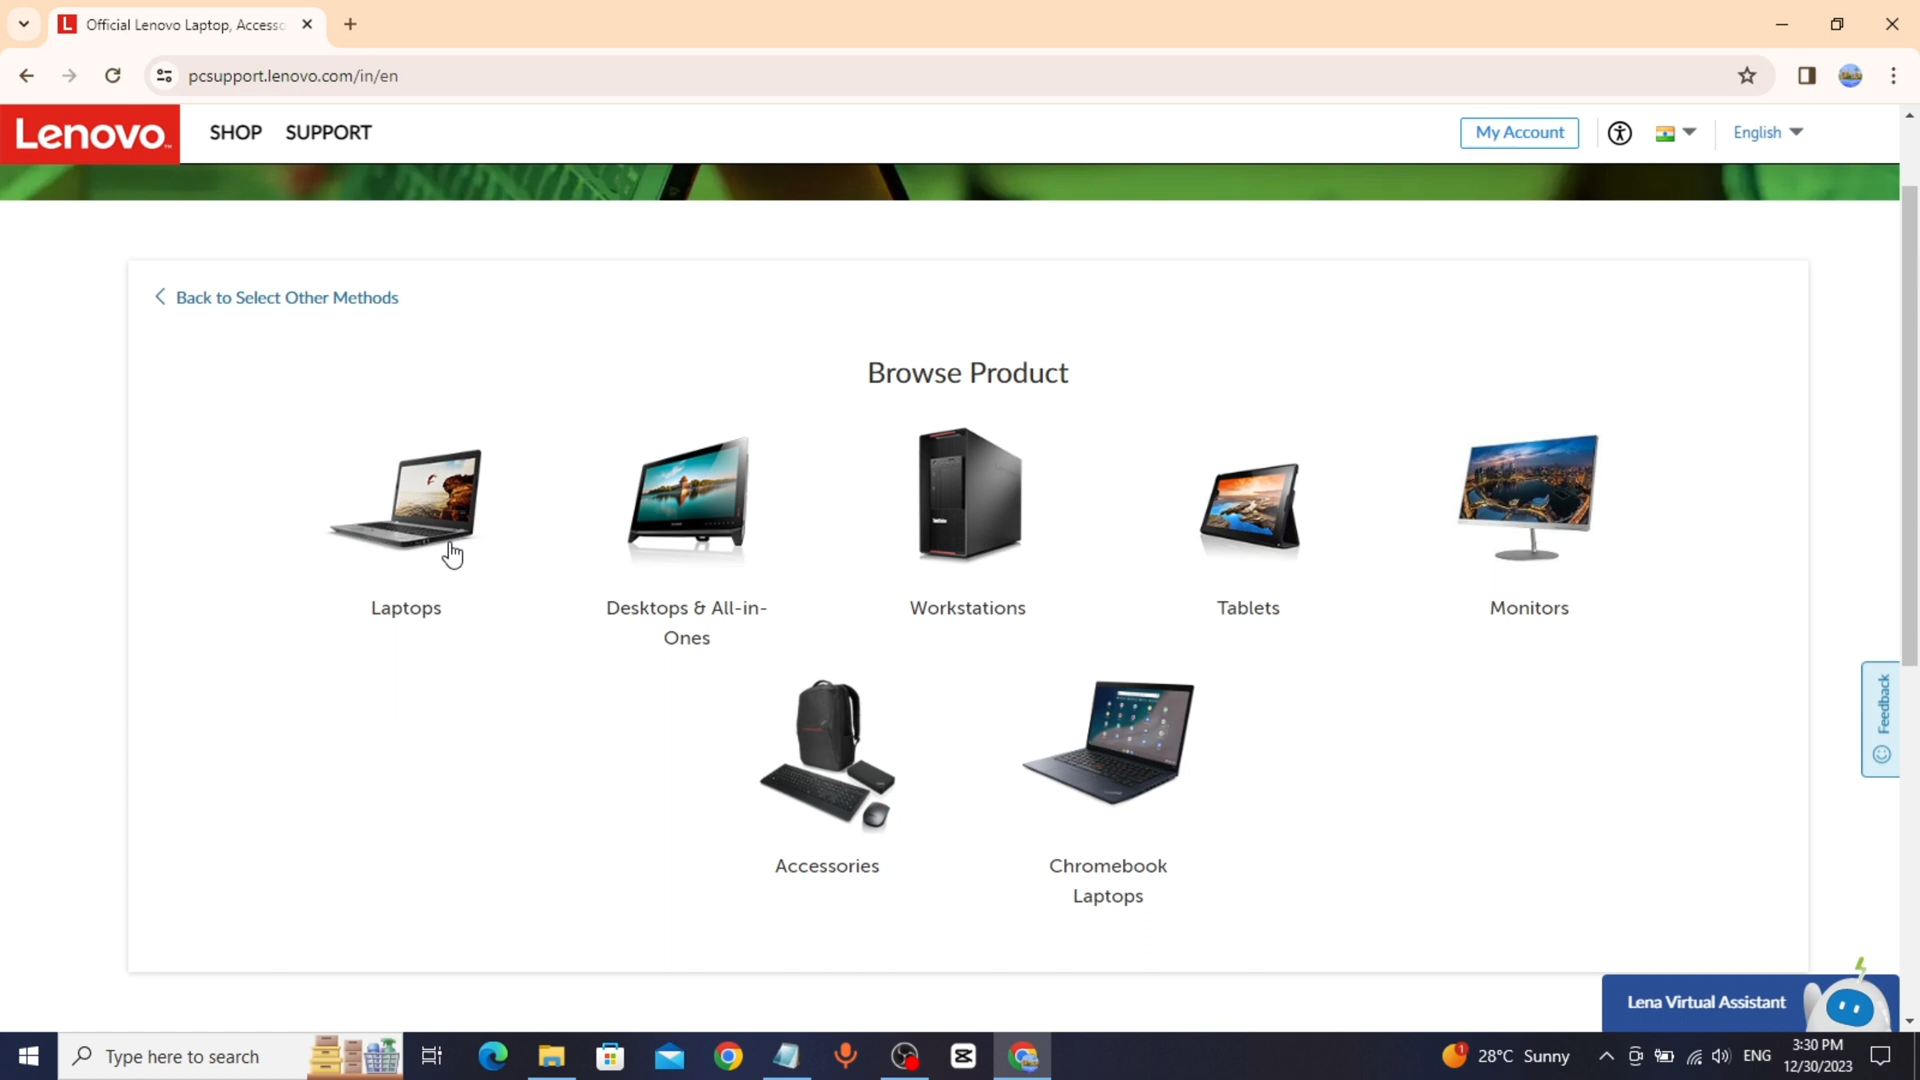 Official Lenovo Laptop, Accesso
pcsupport.lenovo.com/in/en
Lenovo
SHOP SUPPORT
My Account
English
Back to Select Other Methods
Browse Product
Laptops
Desktops & All-in-
Ones
Workstations
Tablets
Monitors
Accessories
Chromebook
Laptops
Feedback
Lena Virtual Assistant
Type here to search
1
28°C Sunny
ENG
3:30 PM
12/30/2023